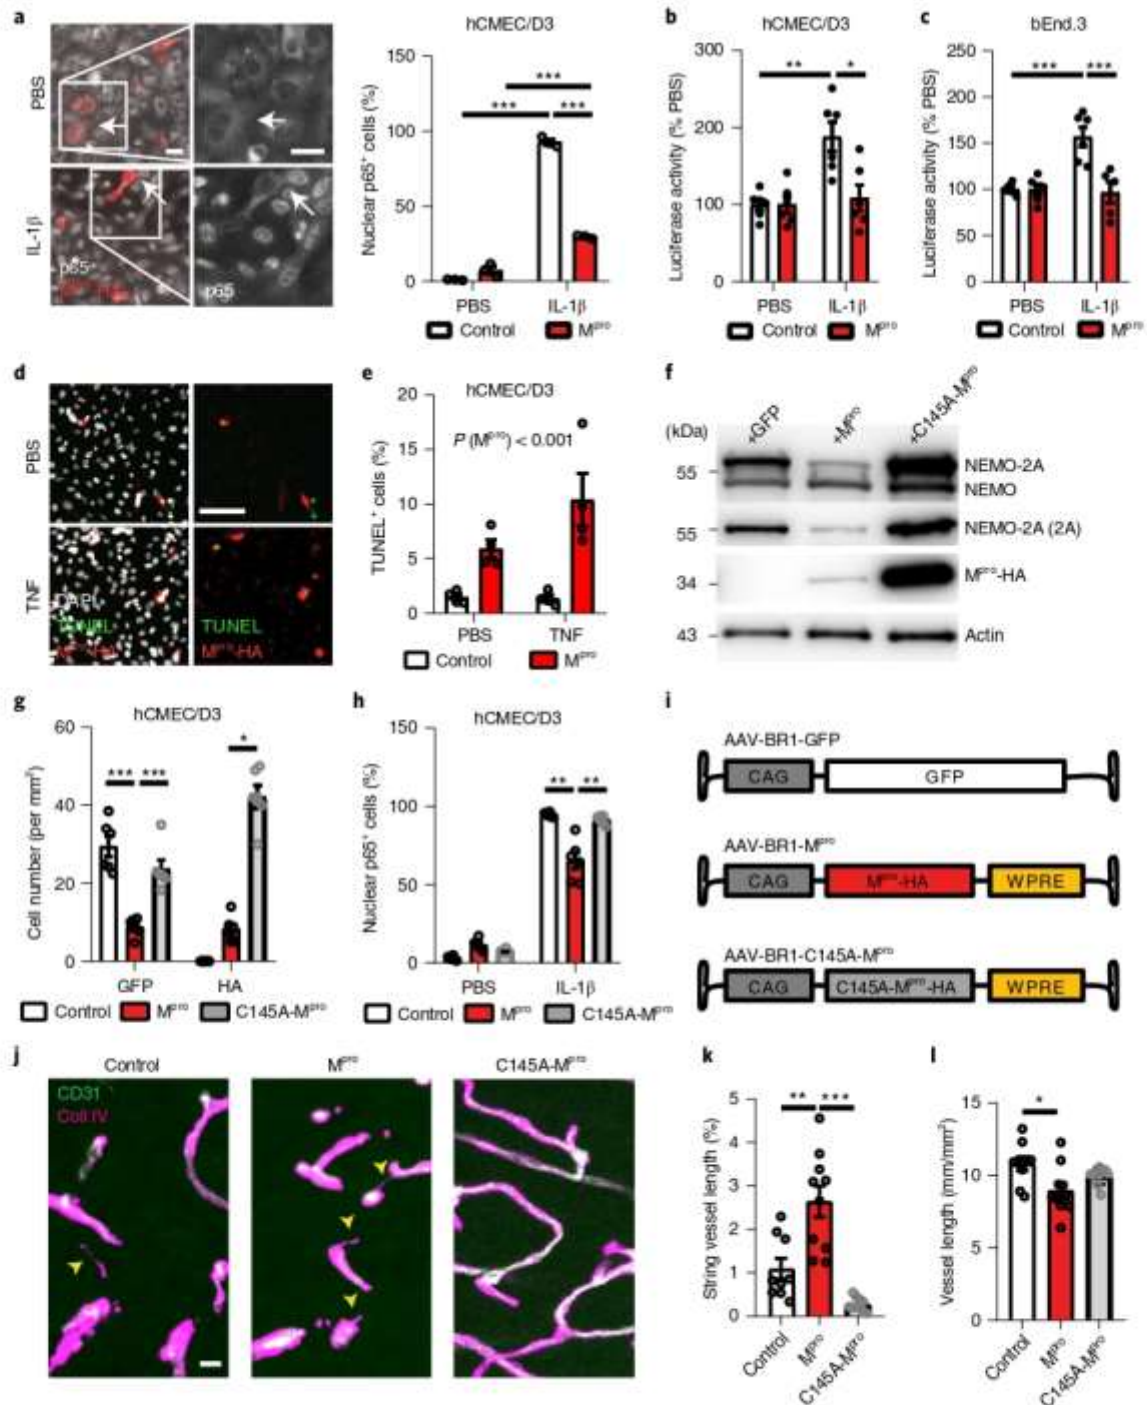 a
PBS
IL-1β
p65
p65
hCMEC/D3
Nuclear p65⁺ cells (%)
150
100
50
0
***
***
***
PBS
IL-1β
Control
Mᵖʳᵒ
b
hCMEC/D3
Luciferase activity (% PBS)
300
200
100
0
**
*
PBS
IL-1β
Control
Mᵖʳᵒ
c
bEnd.3
Luciferase activity (% PBS)
250
200
150
100
50
0
***
***
PBS
IL-1β
Control
Mᵖʳᵒ
d
PBS
TNF
DAPI
TUNEL
Mᵖʳᵒ-HA
TUNEL
Mᵖʳᵒ-HA
e
hCMEC/D3
TUNEL⁺ cells (%)
20
15
10
5
0
P (Mᵖʳᵒ) < 0.001
PBS
TNF
Control
Mᵖʳᵒ
f
(kDa)
+GFP
+Mᵖʳᵒ
+C145A-Mᵖʳᵒ
55
NEMO-2A
NEMO
55
NEMO-2A (2A)
34
Mᵖʳᵒ-HA
43
Actin
g
hCMEC/D3
Cell number (per mm²)
60
40
20
0
***
***
*
GFP
HA
Control
Mᵖʳᵒ
C145A-Mᵖʳᵒ
h
hCMEC/D3
Nuclear p65⁺ cells (%)
150
100
50
0
**
**
PBS
IL-1β
Control
Mᵖʳᵒ
C145A-Mᵖʳᵒ
i
AAV-BR1-GFP
CAG
GFP
AAV-BR1-Mᵖʳᵒ
CAG
Mᵖʳᵒ-HA
WPRE
AAV-BR1-C145A-Mᵖʳᵒ
CAG
C145A-Mᵖʳᵒ-HA
WPRE
j
Control
Mᵖʳᵒ
C145A-Mᵖʳᵒ
CD31
Coll IV
k
String vessel length (%)
5
4
3
2
1
0
**
***
Control
Mᵖʳᵒ
C145A-Mᵖʳᵒ
l
Vessel length (mm/mm²)
15
10
5
0
*
Control
Mᵖʳᵒ
C145A-Mᵖʳᵒ